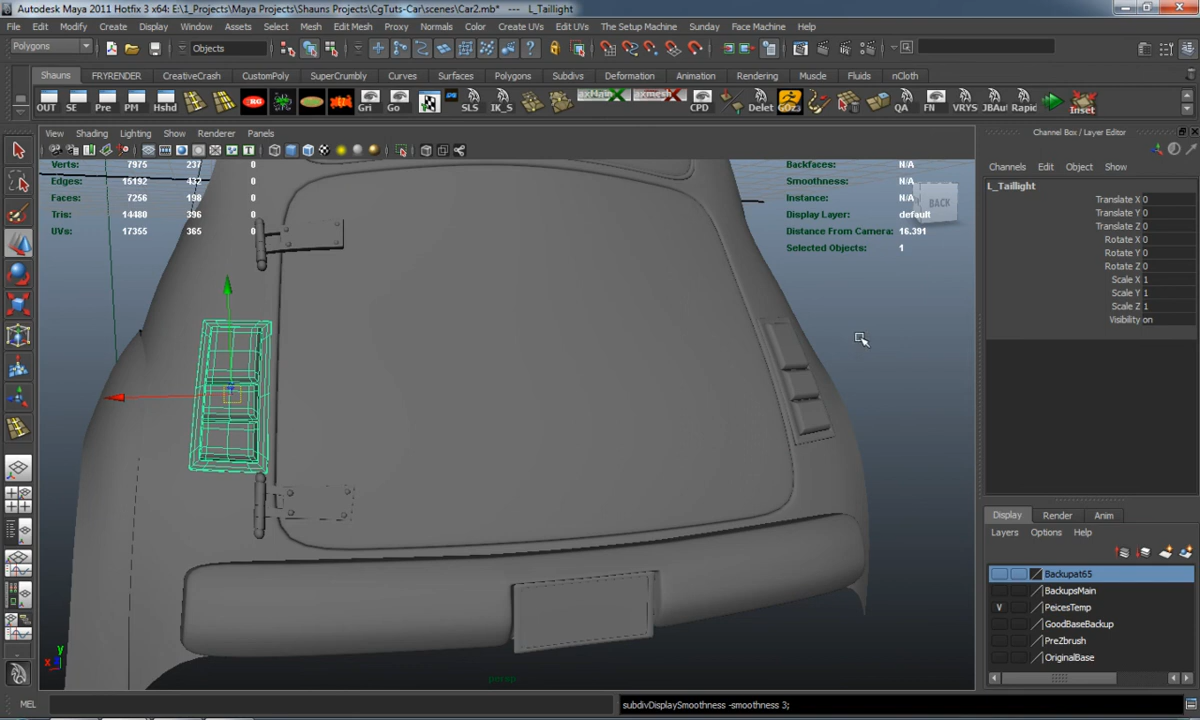 Autodesk Maya 2011 Hotfix 3 x64: E:\1_Projects\Maya Projects\Shauns Projects\CgTuts-Car\scenes\Car2.mb* --- L_Taillight
File Edit Modify Create Display Window Assets Select Mesh Edit Mesh Proxy Normals Color Create UVs Edit UVs The Setup Machine Sunday Face Machine Help
Polygons Objects
Shauns FRYRENDER CreativeCrash CustomPoly SuperCrumbly Curves Surfaces Polygons Subdivs Deformation Animation Rendering Muscle Fluids nCloth
OUT SE Pre PM Hshd Gri Go SLS IK_S CPD Delet GOz> QA FN VRYS JBAu Rapic Inset
View Shading Lighting Show Renderer Panels
Channel Box / Layer Editor
Channels Edit Object Show
Verts: 7975 237 0
Edges: 15192 432 0
Faces: 7256 198 0
Tris: 14480 396 0
UVs: 17355 365 0
Backfaces: N/A
Smoothness: N/A
Instance: N/A
Display Layer: default
Distance From Camera: 16.391
Selected Objects: 1
BACK
L_Taillight
Translate X 0
Translate Y 0
Translate Z 0
Rotate X 0
Rotate Y 0
Rotate Z 0
Scale X 1
Scale Y 1
Scale Z 1
Visibility on
Display Render Anim
Layers Options Help
Backupat65
BackupsMain
V PeicesTemp
GoodBaseBackup
PreZbrush
OriginalBase
y
x z
persp
MEL subdivDisplaySmoothness -smoothness 3;